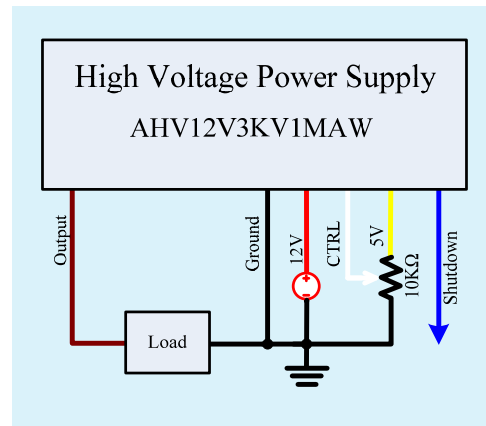 High Voltage Power Supply
AHV12V3KV1MAW
Output
Ground
12V
CTRL
5V
10KΩ
Shutdown
Load